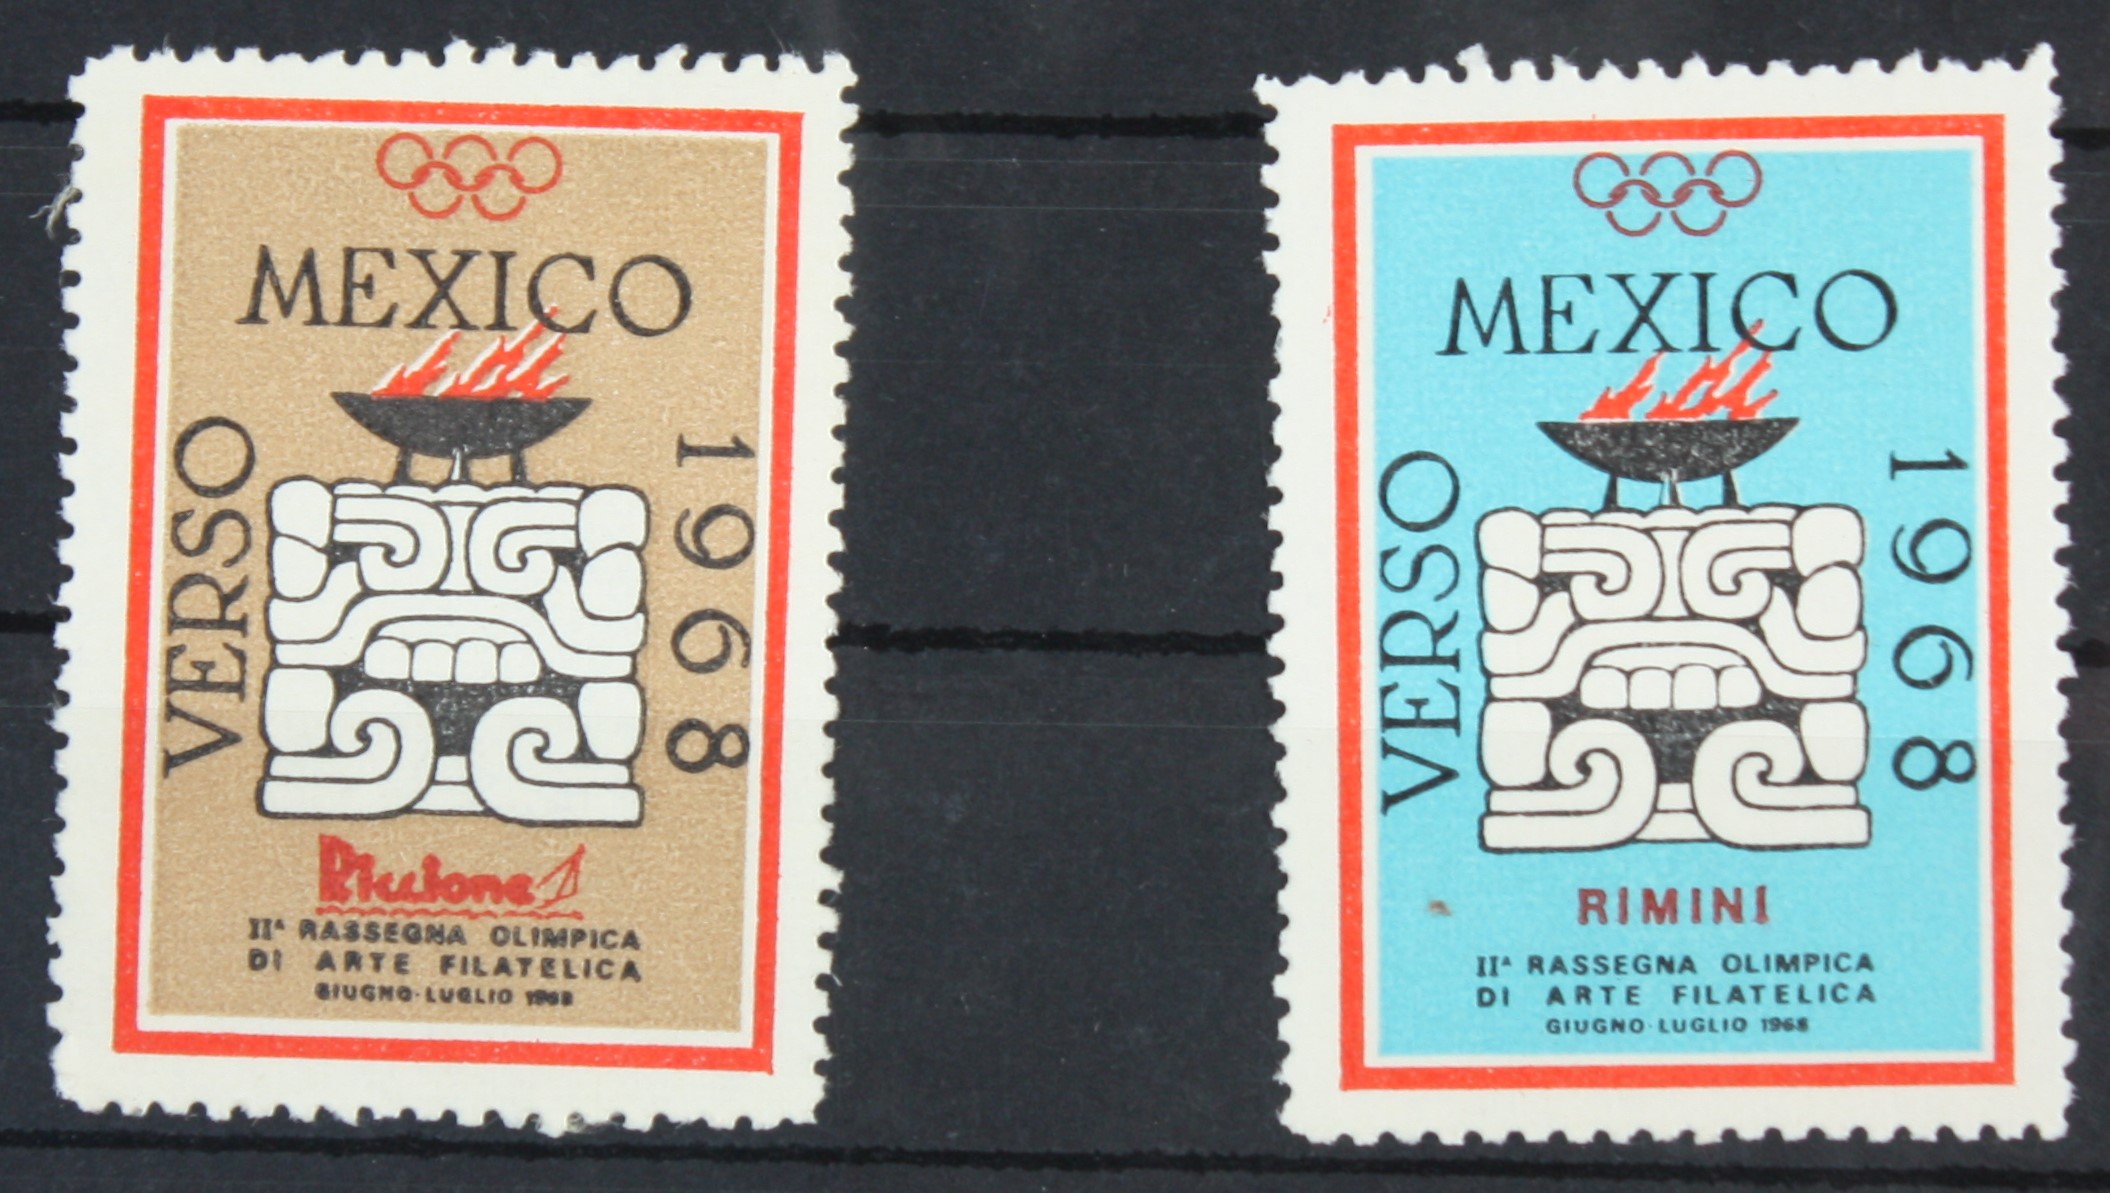 MEXICO
VERSO
1968
Riccione
IIᴬ RASSEGNA OLIMPICA
DI ARTE FILATELICA
GIUGNO-LUGLIO 1968
MEXICO
VERSO
1968
RIMINI
IIᴬ RASSEGNA OLIMPICA
DI ARTE FILATELICA
GIUGNO-LUGLIO 1968